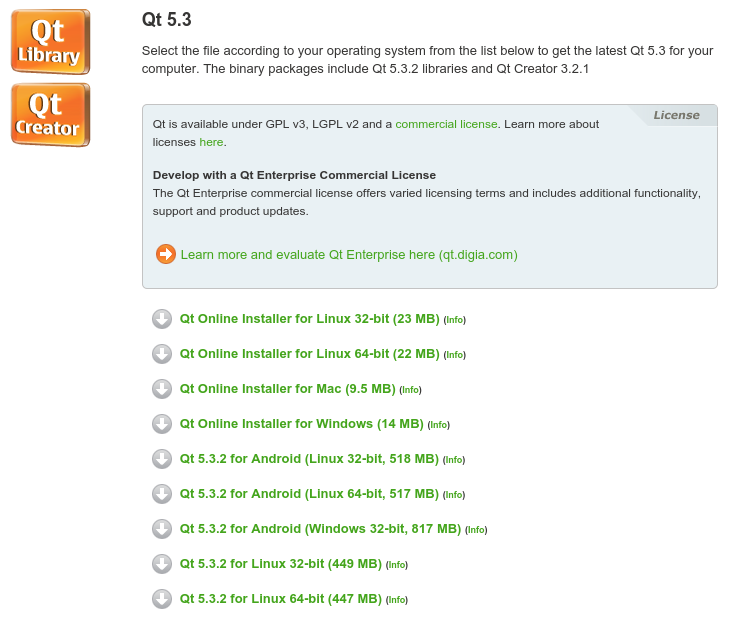 Qt
Library
Qt
Creator
Qt 5.3
Select the file according to your operating system from the list below to get the latest Qt 5.3 for your
computer. The binary packages include Qt 5.3.2 libraries and Qt Creator 3.2.1
License
Qt is available under GPL v3, LGPL v2 and a commercial license. Learn more about
licenses here.
Develop with a Qt Enterprise Commercial License
The Qt Enterprise commercial license offers varied licensing terms and includes additional functionality,
support and product updates.
Learn more and evaluate Qt Enterprise here (qt.digia.com)
Qt Online Installer for Linux 32-bit (23 MB) (Info)
Qt Online Installer for Linux 64-bit (22 MB) (Info)
Qt Online Installer for Mac (9.5 MB) (Info)
Qt Online Installer for Windows (14 MB) (Info)
Qt 5.3.2 for Android (Linux 32-bit, 518 MB) (Info)
Qt 5.3.2 for Android (Linux 64-bit, 517 MB) (Info)
Qt 5.3.2 for Android (Windows 32-bit, 817 MB) (Info)
Qt 5.3.2 for Linux 32-bit (449 MB) (Info)
Qt 5.3.2 for Linux 64-bit (447 MB) (Info)